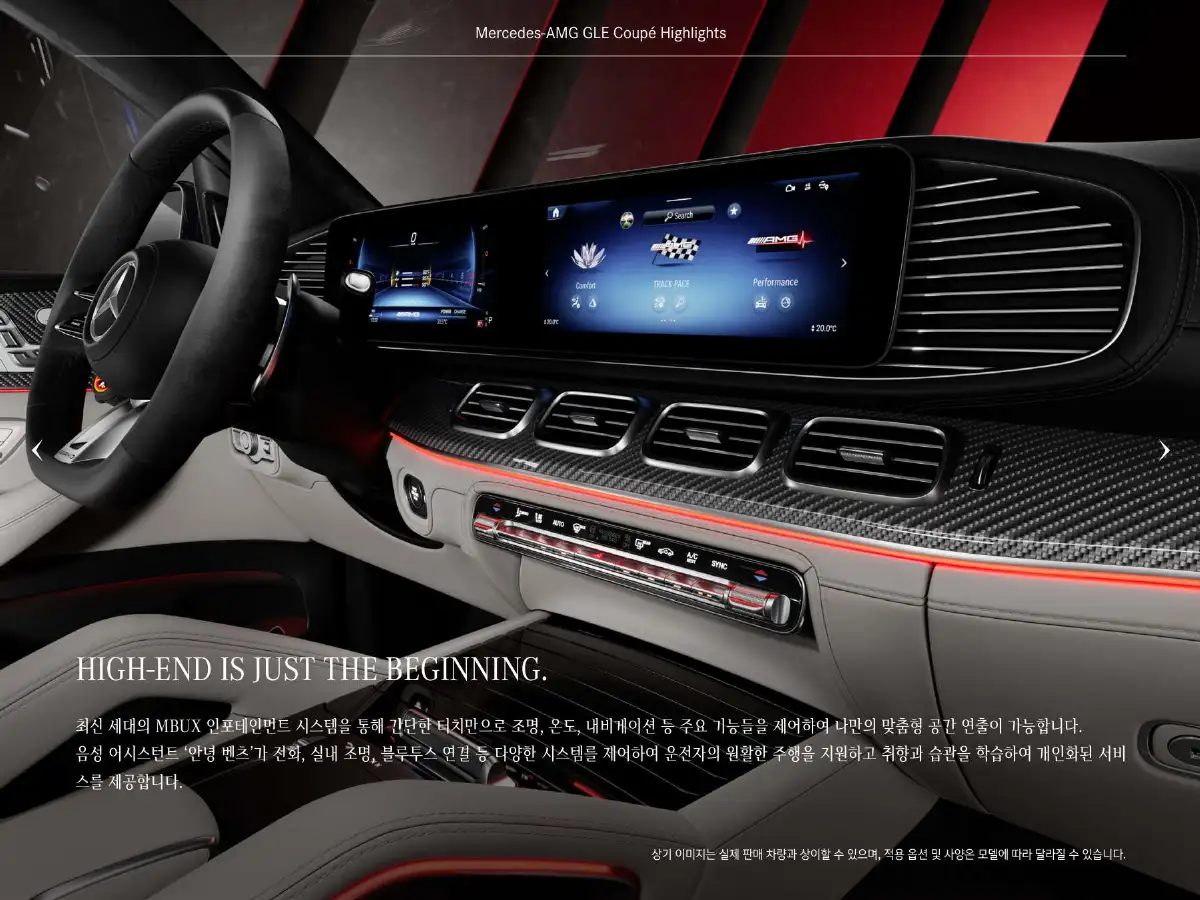 Mercedes-AMG GLE Coupé Highlights
0
Search
AMG
Comfort
TRACK PACE
Performance
20.0°C
20.0°C
AUTO
A/C
SYNC
HIGH-END IS JUST THE BEGINNING.
최신 세대의 MBUX 인포테인먼트 시스템을 통해 간단한 터치만으로 조명, 온도, 내비게이션 등 주요 기능들을 제어하여 나만의 맞춤형 공간 연출이 가능합니다.
음성 어시스턴트 ‘안녕 벤츠’가 전화, 실내 조명, 블루투스 연결 등 다양한 시스템를 제어하여 운전자의 원활한 주행을 지원하고 취향과 습관을 학습하여 개인화된 서비
스를 제공합니다.
상기 이미지는 실제 판매 차량과 상이할 수 있으며, 적용 옵션 및 사양은 모델에 따라 달라질 수 있습니다.